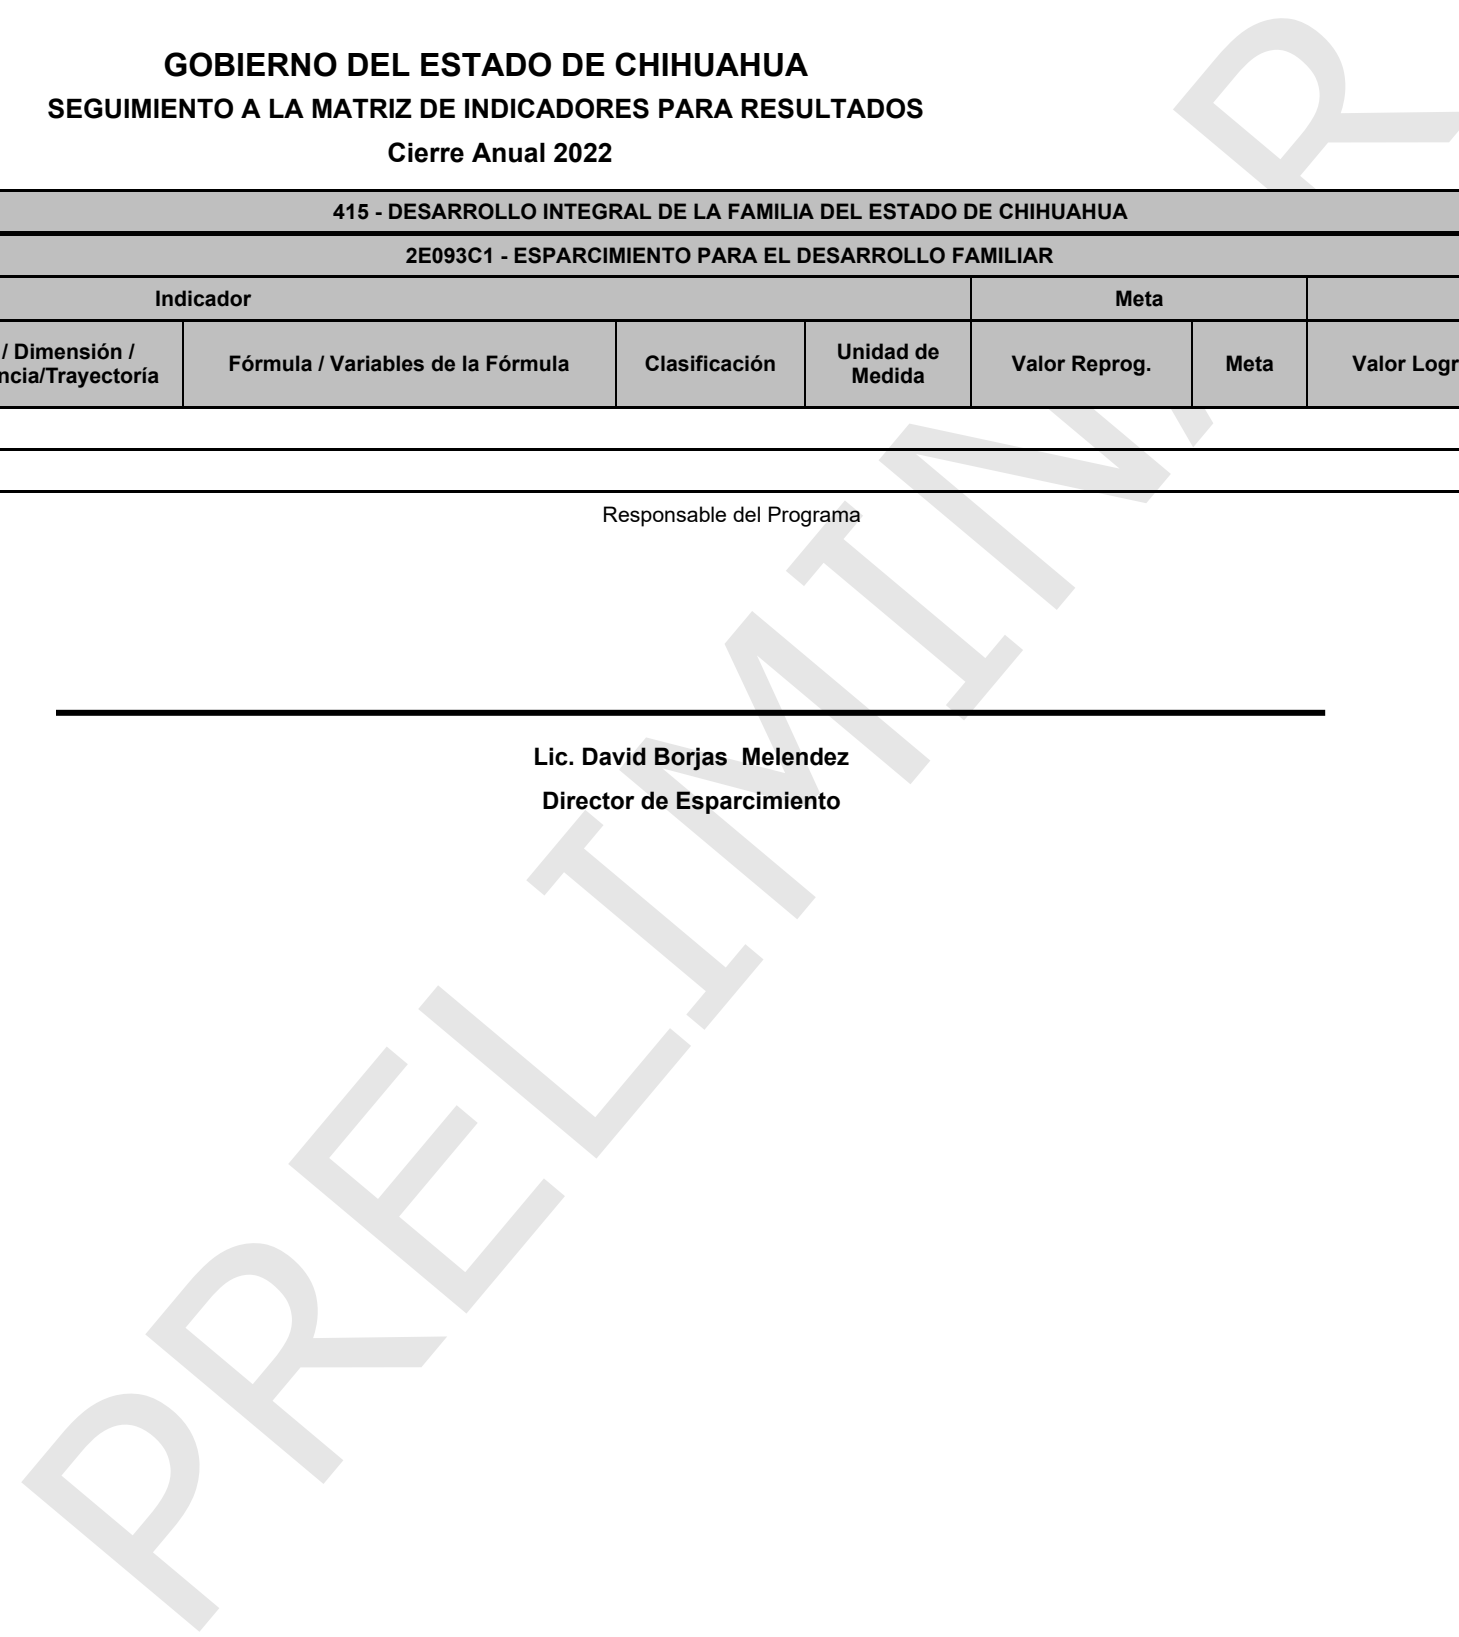 GOBIERNO DEL ESTADO DE CHIHUAHUA
SEGUIMIENTO A LA MATRIZ DE INDICADORES PARA RESULTADOS
Cierre Anual 2022
415 - DESARROLLO INTEGRAL DE LA FAMILIA DEL ESTADO DE CHIHUAHUA
2E093C1 - ESPARCIMIENTO PARA EL DESARROLLO FAMILIAR
Indicador Meta
/ Dimensión /
ncia/Trayectoría
Fórmula / Variables de la Fórmula
Clasificación
Unidad de
Medida
Valor Reprog.
Meta
Valor Logr
Responsable del Programa
Lic. David Borjas Melendez
Director de Esparcimiento
PRELIMINAR